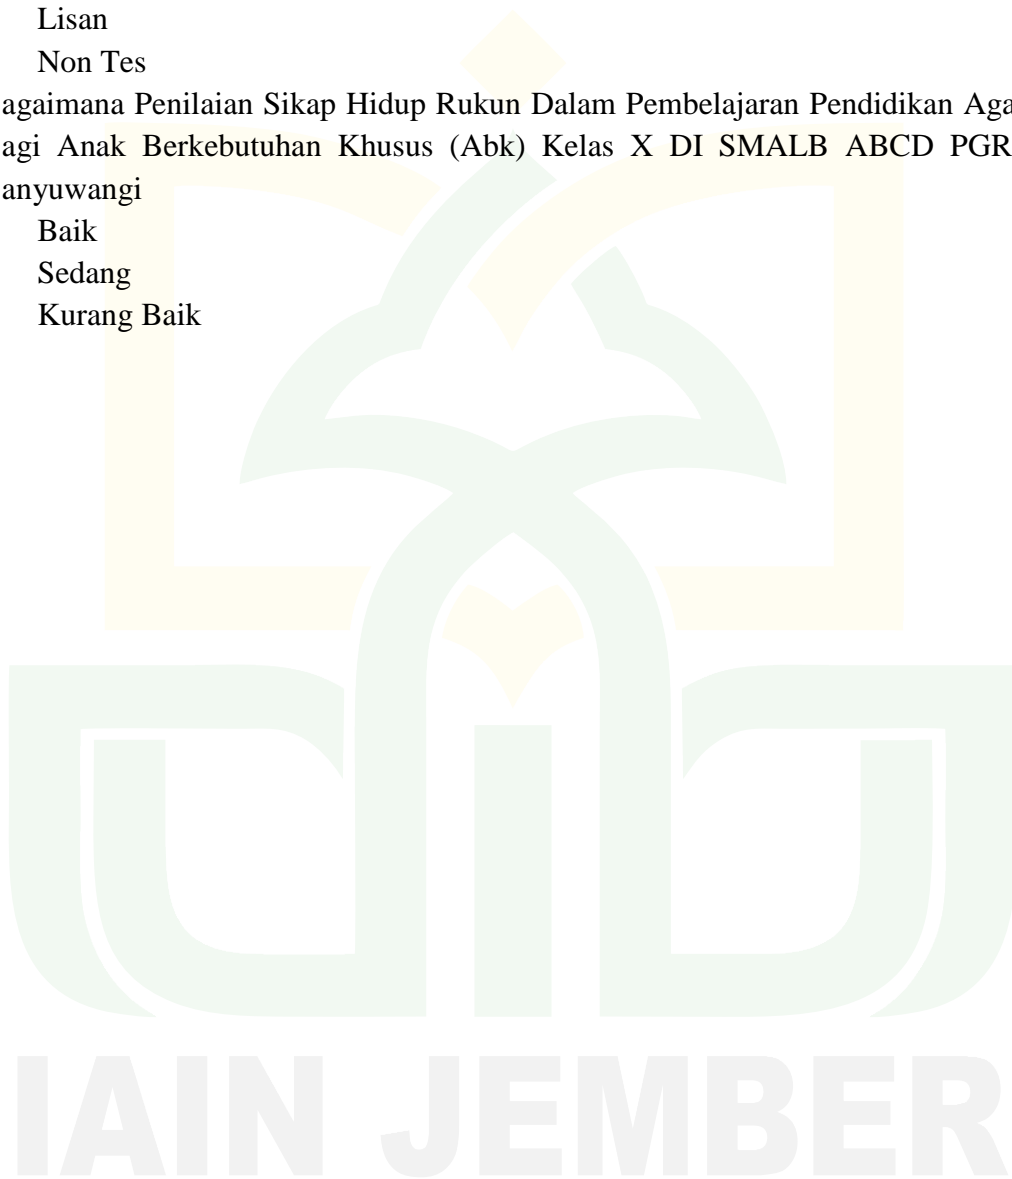 Lisan
Non Tes
agaimana Penilaian Sikap Hidup Rukun Dalam Pembelajaran Pendidikan Aga
agi Anak Berkebutuhan Khusus (Abk) Kelas X DI SMALB ABCD PGR
anyuwangi
Baik
Sedang
Kurang Baik
IAIN JEMBER